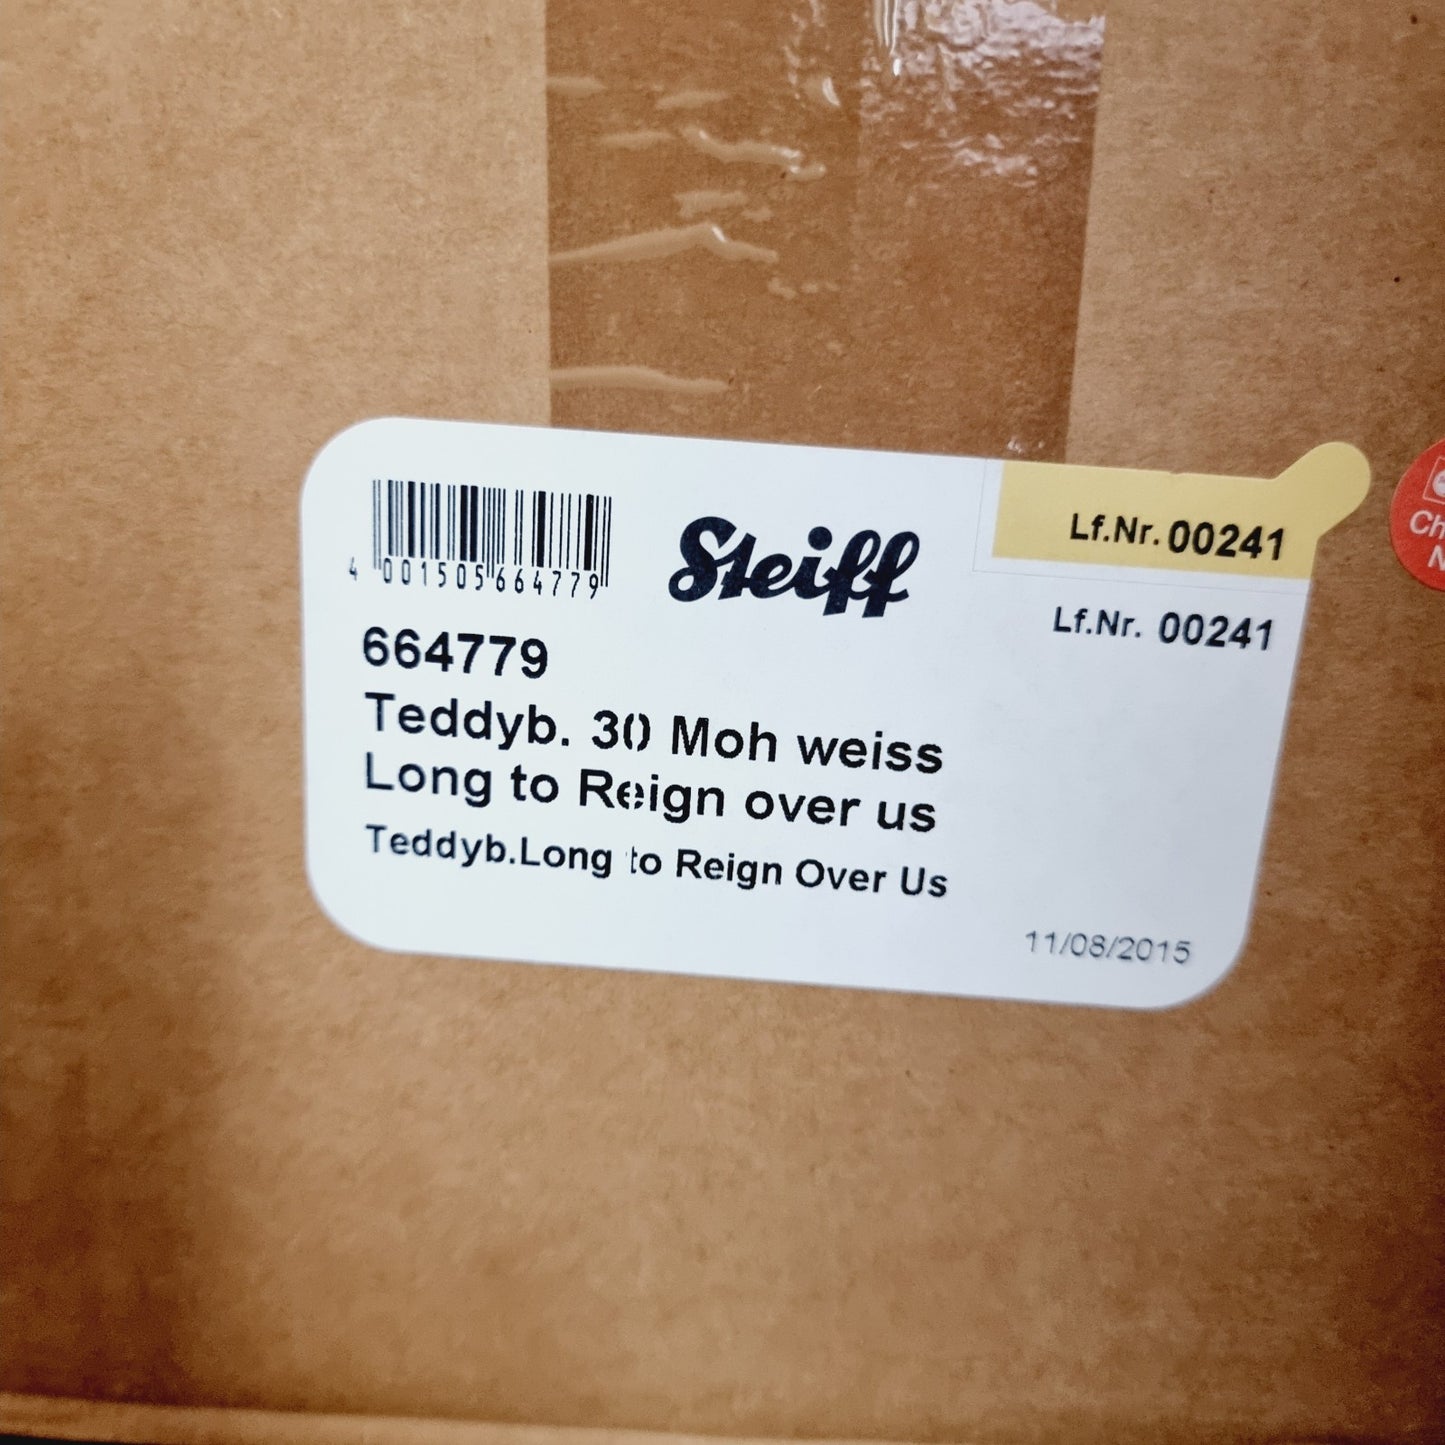 4 001505 664779
Steiff
Lf.Nr. 00241
Lf.Nr. 00241
664779
Teddyb. 30 Moh weiss
Long to Reign over us
Teddyb.Long to Reign Over Us
11/08/2015